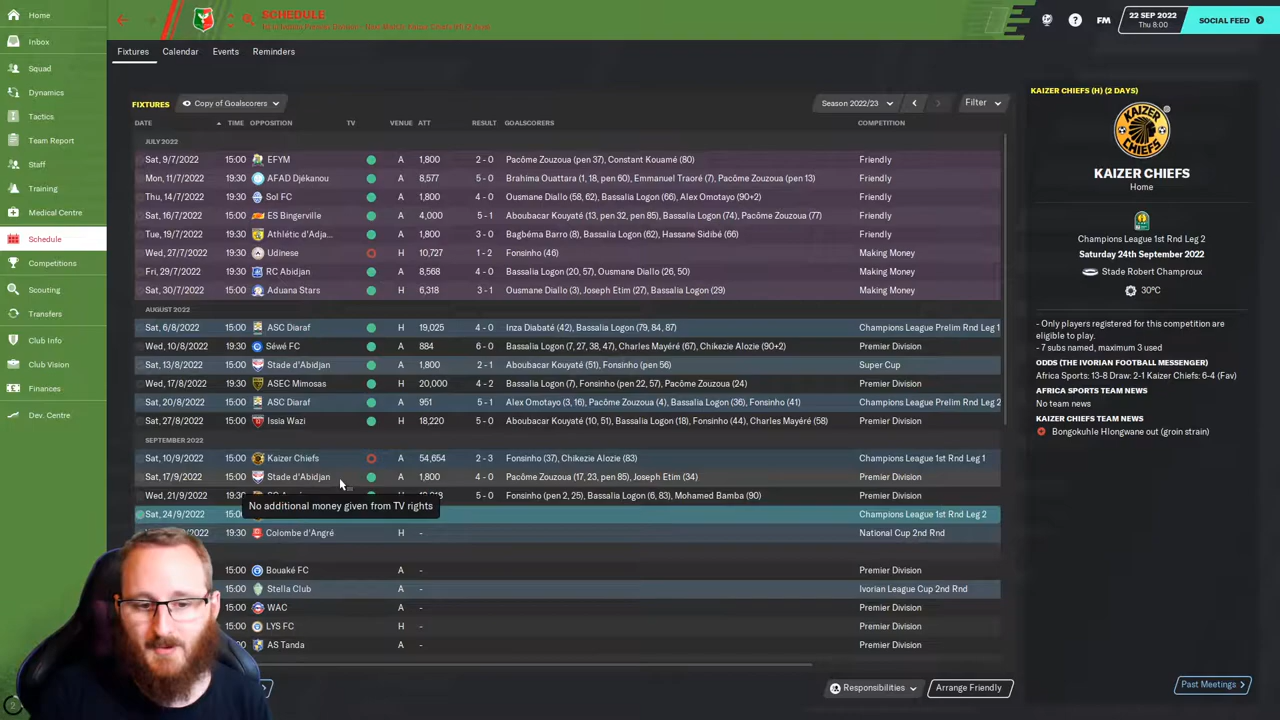 Home
SCHEDULE
22 SEP 2022
Thu 8:00
SOCIAL FEED
FM
Inbox
Squad
Dynamics
Tactics
Team Report
Staff
Training
Medical Centre
Schedule
Competitions
Scouting
Transfers
Club Info
Club Vision
Finances
Dev. Centre
Fixtures Calendar Events Reminders
FIXTURES Copy of Goalscorers Season 2022/23 Filter
DATE TIME OPPOSITION TV VENUE ATT RESULT GOALSCORERS COMPETITION
JULY 2022
Sat, 9/7/2022 15:00 EFYM A 1,800 2 - 0 Pacôme Zouzoua (pen 37), Constant Kouamé (80) Friendly
Mon, 11/7/2022 19:30 AFAD Djékanou A 8,577 5 - 0 Brahima Ouattara (1, 18, pen 60), Emmanuel Traoré (7), Pacôme Zouzoua (pen 13) Friendly
Thu, 14/7/2022 19:30 Sol FC A 1,800 4 - 0 Ousmane Diallo (58, 62), Bassalia Logon (66), Alex Omotayo (90+2) Friendly
Sat, 16/7/2022 15:00 ES Bingerville A 4,000 5 - 1 Aboubacar Kouyaté (13, pen 32, pen 85), Bassalia Logon (74), Pacôme Zouzoua (77) Friendly
Tue, 19/7/2022 19:30 Athlétic d'Adja... A 1,800 3 - 0 Bagbéma Barro (8), Bassalia Logon (62), Hassane Sidibé (66) Friendly
Wed, 27/7/2022 19:30 Udinese H 10,727 1 - 2 Fonsinho (46) Making Money
Fri, 29/7/2022 19:30 RC Abidjan A 8,568 4 - 0 Bassalia Logon (20, 57), Ousmane Diallo (26, 50) Making Money
Sat, 30/7/2022 15:00 Aduana Stars H 6,318 3 - 1 Ousmane Diallo (3), Joseph Etim (27), Bassalia Logon (29) Making Money
AUGUST 2022
Sat, 6/8/2022 15:00 ASC Diaraf H 19,025 4 - 0 Inza Diabaté (42), Bassalia Logon (79, 84, 87) Champions League Prelim Rnd Leg 1
Wed, 10/8/2022 15:00 Séwé FC A 884 6 - 0 Bassalia Logon (7, 27, 38, 47), Charles Mayéré (67), Chikezie Alozie (90+2) Premier Division
Sat, 13/8/2022 15:00 Stade d'Abidjan A 1,800 2 - 1 Aboubacar Kouyaté (51), Fonsinho (pen 56) Super Cup
Wed, 17/8/2022 19:30 ASEC Mimosas H 20,000 4 - 2 Bassalia Logon (7), Fonsinho (pen 22, 57), Pacôme Zouzoua (24) Premier Division
Sat, 20/8/2022 15:00 ASC Diaraf A 951 5 - 1 Alex Omotayo (3, 16), Pacôme Zouzoua (4), Bassalia Logon (36), Fonsinho (41) Champions League Prelim Rnd Leg 2
Sat, 27/8/2022 15:00 Issia Wazi H 18,220 5 - 0 Aboubacar Kouyaté (10, 51), Bassalia Logon (18), Fonsinho (44), Charles Mayéré (58) Premier Division
SEPTEMBER 2022
Sat, 10/9/2022 15:00 Kaizer Chiefs A 54,654 2 - 3 Fonsinho (37), Chikezie Alozie (83) Champions League 1st Rnd Leg 1
Sat, 17/9/2022 15:00 Stade d'Abidjan A 1,800 4 - 0 Pacôme Zouzoua (17, 23, pen 85), Joseph Etim (34) Premier Division
Wed, 21/9/2022 19:30 5 - 0 Fonsinho (pen 2, 25), Bassalia Logon (6, 83), Mohamed Bamba (90) Premier Division
No additional money given from TV rights
Sat, 24/9/2022 15:00 Champions League 1st Rnd Leg 2
19:30 Colombe d'Angré H - National Cup 2nd Rnd
15:00 Bouaké FC A - Premier Division
15:00 Stella Club A - Ivorian League Cup 2nd Rnd
15:00 WAC A - Premier Division
15:00 LYS FC H - Premier Division
15:00 AS Tanda A - Premier Division
Responsibilities Arrange Friendly
KAIZER CHIEFS (H) (2 DAYS)
KAIZER CHIEFS
Home
Champions League 1st Rnd Leg 2
Saturday 24th September 2022
Stade Robert Champroux
30°C
- Only players registered for this competition are
eligible to play.
- 7 subs named, maximum 3 used
ODDS (THE IVORIAN FOOTBALL MESSENGER)
Africa Sports: 13-8 Draw: 2-1 Kaizer Chiefs: 6-4 (Fav)
AFRICA SPORTS TEAM NEWS
No team news
KAIZER CHIEFS TEAM NEWS
Bongokuhle Hlongwane out (groin strain)
Past Meetings